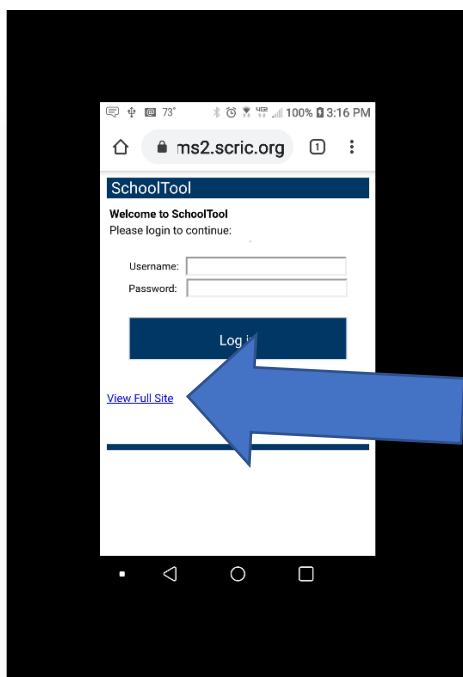 73° 4GE 100% 3:16 PM
ms2.scric.org 1
SchoolTool
Welcome to SchoolTool
Please login to continue:
Username:
Password:
Log
View Full Site